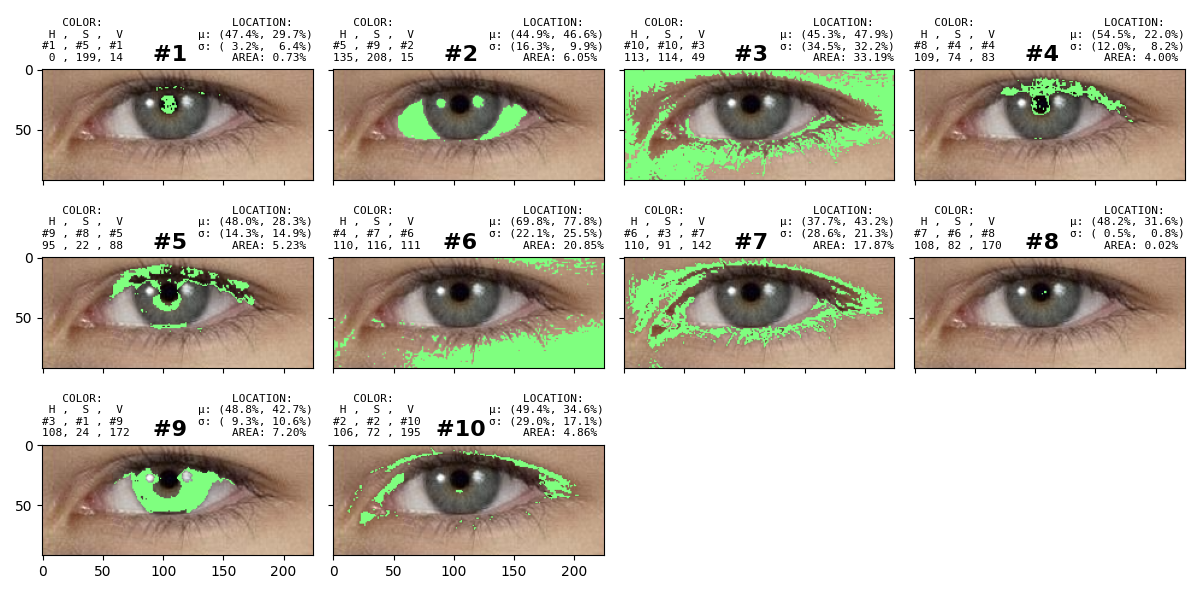 COLOR: LOCATION:
H , S , V μ: (47.4%, 29.7%)
#1 , #5 , #1 #1 σ: ( 3.2%, 6.4%)
0 , 199, 14 AREA: 0.73%
COLOR: LOCATION:
H , S , V μ: (44.9%, 46.6%)
#5 , #9 , #2 #2 σ: (16.3%, 9.9%)
135, 208, 15 AREA: 6.05%
COLOR: LOCATION:
H , S , V μ: (45.3%, 47.9%)
#10, #10, #3 #3 σ: (34.5%, 32.2%)
113, 114, 49 AREA: 33.19%
COLOR: LOCATION:
H , S , V μ: (54.5%, 22.0%)
#8 , #4 , #4 #4 σ: (12.0%, 8.2%)
109, 74 , 83 AREA: 4.00%
0
50
COLOR: LOCATION:
H , S , V μ: (48.0%, 28.3%)
#9 , #8 , #5 #5 σ: (14.3%, 14.9%)
95 , 22 , 88 AREA: 5.23%
COLOR: LOCATION:
H , S , V μ: (69.8%, 77.8%)
#4 , #7 , #6 #6 σ: (22.1%, 25.5%)
110, 116, 111 AREA: 20.85%
COLOR: LOCATION:
H , S , V μ: (37.7%, 43.2%)
#6 , #3 , #7 #7 σ: (28.6%, 21.3%)
110, 91 , 142 AREA: 17.87%
COLOR: LOCATION:
H , S , V μ: (48.2%, 31.6%)
#7 , #6 , #8 #8 σ: ( 0.5%, 0.8%)
108, 82 , 170 AREA: 0.02%
0
50
COLOR: LOCATION:
H , S , V μ: (48.8%, 42.7%)
#3 , #1 , #9 #9 σ: ( 9.3%, 10.6%)
108, 24 , 172 AREA: 7.20%
COLOR: LOCATION:
H , S , V μ: (49.4%, 34.6%)
#2 , #2 , #10 #10 σ: (29.0%, 17.1%)
106, 72 , 195 AREA: 4.86%
0
50
0 50 100 150 200
0 50 100 150 200